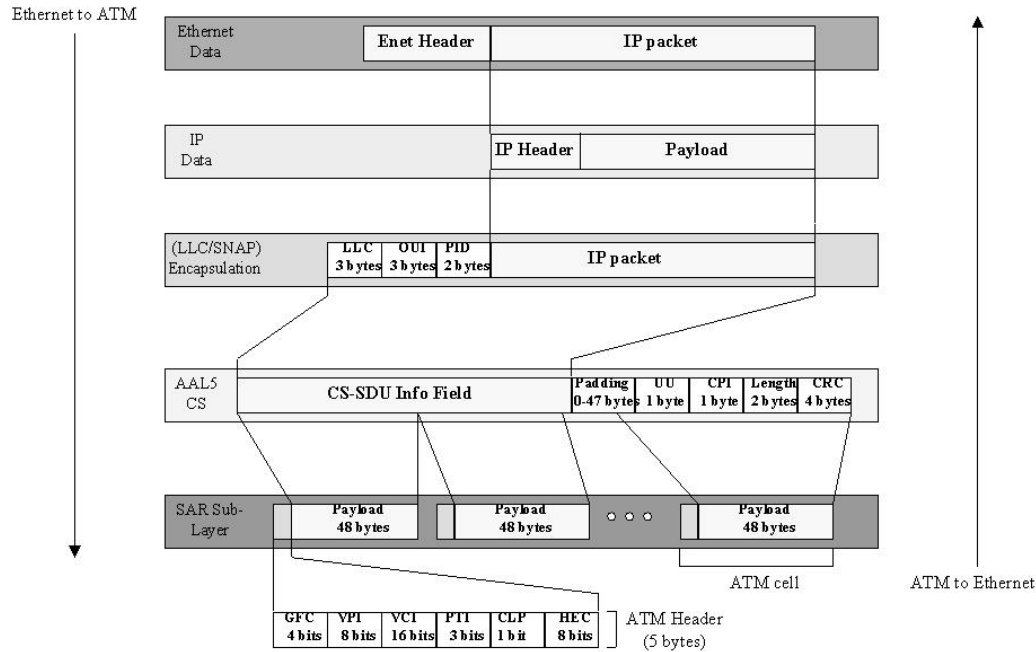 Ethernet to ATM
Ethernet
Data
Enet Header
IP packet
IP
Data
IP Header
Payload
(LLC/SNAP)
Encapsulation
LLC
3 bytes
OUI
3 bytes
PID
2 bytes
IP packet
AAL5
CS
CS-SDU Info Field
Padding
0-47 bytes
UU
1 byte
CPI
1 byte
Length
2 bytes
CRC
4 bytes
SAR Sub-
Layer
Payload
48 bytes
Payload
48 bytes
Payload
48 bytes
ATM cell
ATM to Ethernet
GFC
4 bits
VPI
8 bits
VCI
16 bits
PTI
3 bits
CLP
1 bit
HEC
8 bits
ATM Header
(5 bytes)